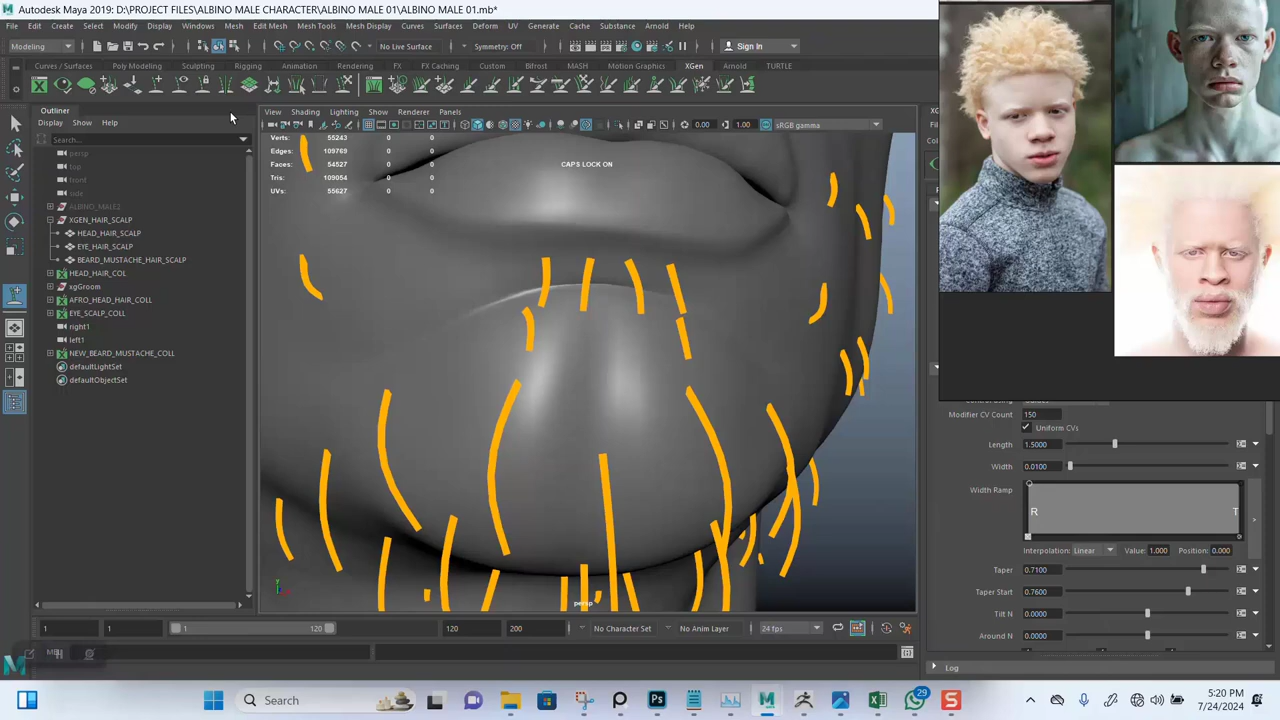 Autodesk Maya 2019: D:\PROJECT FILES\ALBINO MALE CHARACTER\ALBINO MALE 01\ALBINO MALE 01.mb*
File Edit Create Select Modify Display Windows Mesh Edit Mesh Mesh Tools Mesh Display Curves Surfaces Deform UV Generate Cache Substance Arnold Help
Modeling No Live Surface Symmetry: Off Sign In
Curves / Surfaces Poly Modeling Sculpting Rigging Animation Rendering FX FX Caching Custom Bifrost MASH Motion Graphics XGen Arnold TURTLE
Outliner
Display Show Help
Search...
persp
top
front
side
ALBINO_MALE2
XGEN_HAIR_SCALP
HEAD_HAIR_SCALP
EYE_HAIR_SCALP
BEARD_MUSTACHE_HAIR_SCALP
HEAD_HAIR_COL
xgGroom
AFRO_HEAD_HAIR_COLL
EYE_SCALP_COLL
right1
left1
NEW_BEARD_MUSTACHE_COLL
defaultLightSet
defaultObjectSet
View Shading Lighting Show Renderer Panels
0.00 1.00 sRGB gamma
Verts: 55243 0 0
Edges: 109769 0 0
Faces: 54527 0 0
Tris: 109054 0 0
UVs: 55627 0 0
CAPS LOCK ON
persp
Modifier CV Count 150
Uniform CVs
Length 1.5000
Width 0.0100
Width Ramp
R T
Interpolation: Linear Value: 1.000 Position: 0.000
Taper 0.7100
Taper Start 0.7600
Tilt N 0.0000
Around N 0.0000
Log
1 1 1 120 120 200 No Character Set No Anim Layer 24 fps
Search
29
5:20 PM
7/24/2024